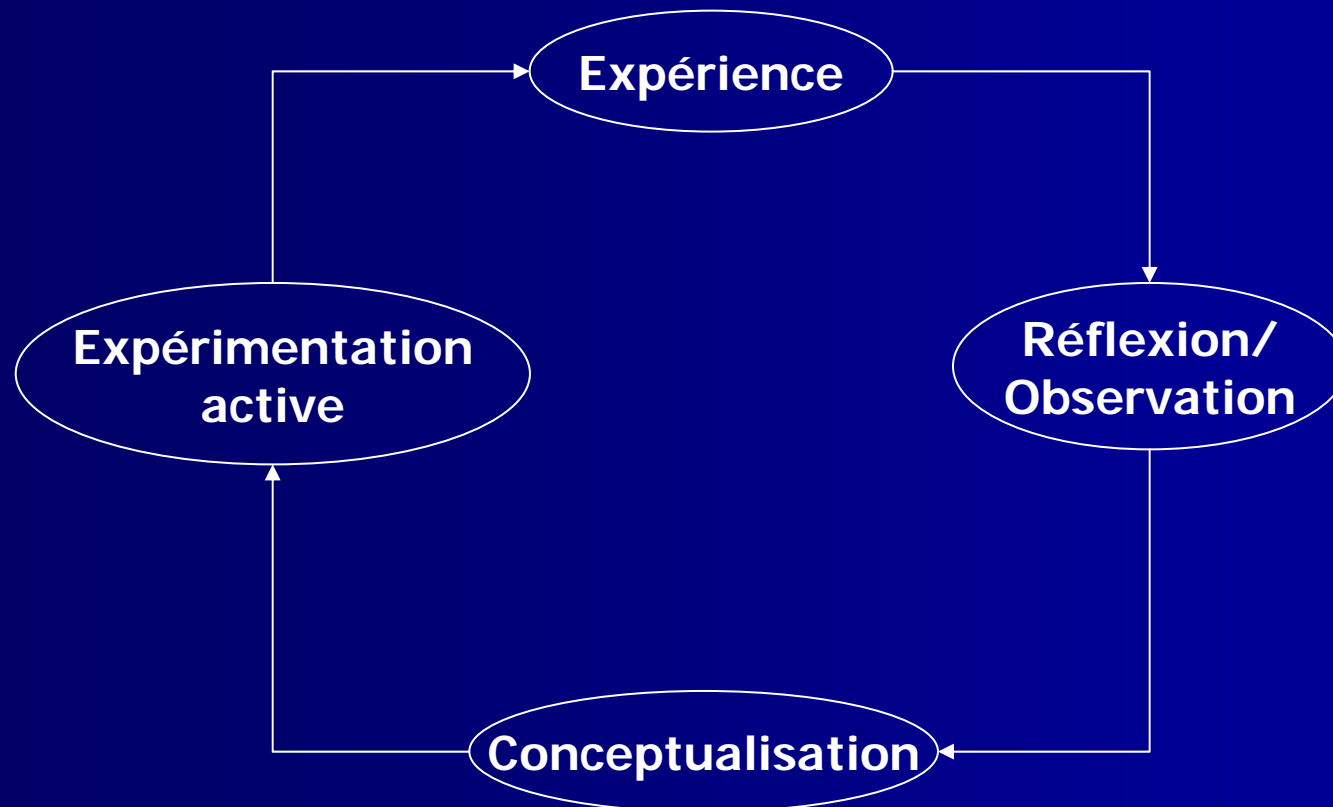 Expérience
Réflexion/
Observation
Conceptualisation
Expérimentation
active